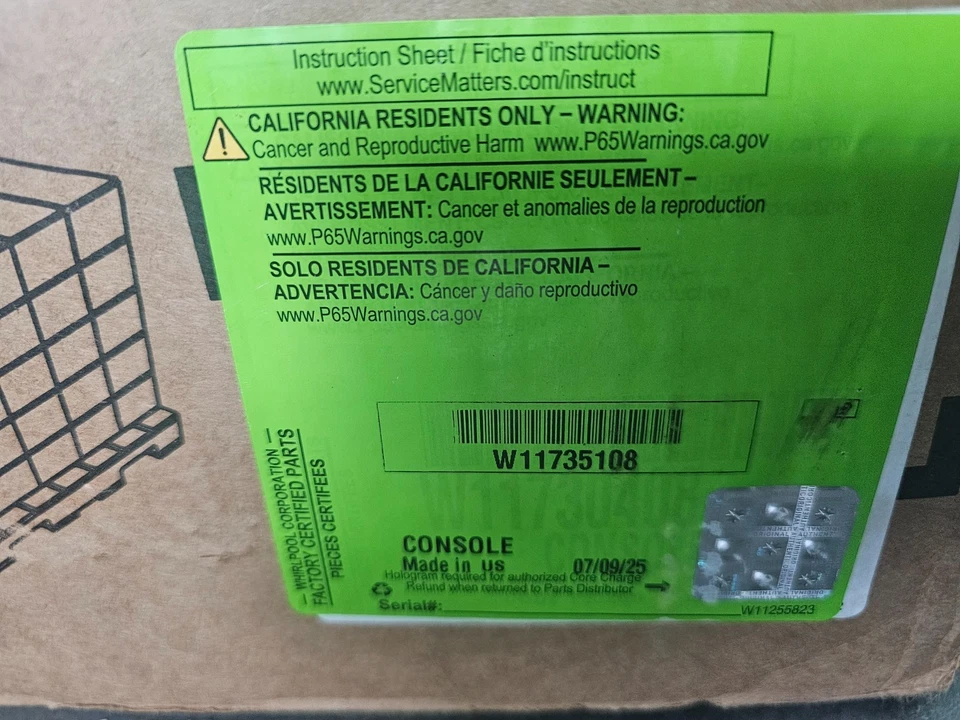 Instruction Sheet / Fiche d'instructions
www.ServiceMatters.com/instruct
CALIFORNIA RESIDENTS ONLY – WARNING:
Cancer and Reproductive Harm www.P65Warnings.ca.gov
RÉSIDENTS DE LA CALIFORNIE SEULEMENT –
AVERTISSEMENT: Cancer et anomalies de la reproduction
www.P65Warnings.ca.gov
SOLO RESIDENTS DE CALIFORNIA –
ADVERTENCIA: Cáncer y daño reproductivo
www.P65Warnings.ca.gov
W11735108
– WHIRLPOOL CORPORATION –
FACTORY CERTIFIED PARTS
PIECES CERTIFEES
CONSOLE
Made in US 07/09/25
Hologram required for authorized Core Charge
Refund when returned to Parts Distributor
Serial#:
W11255823